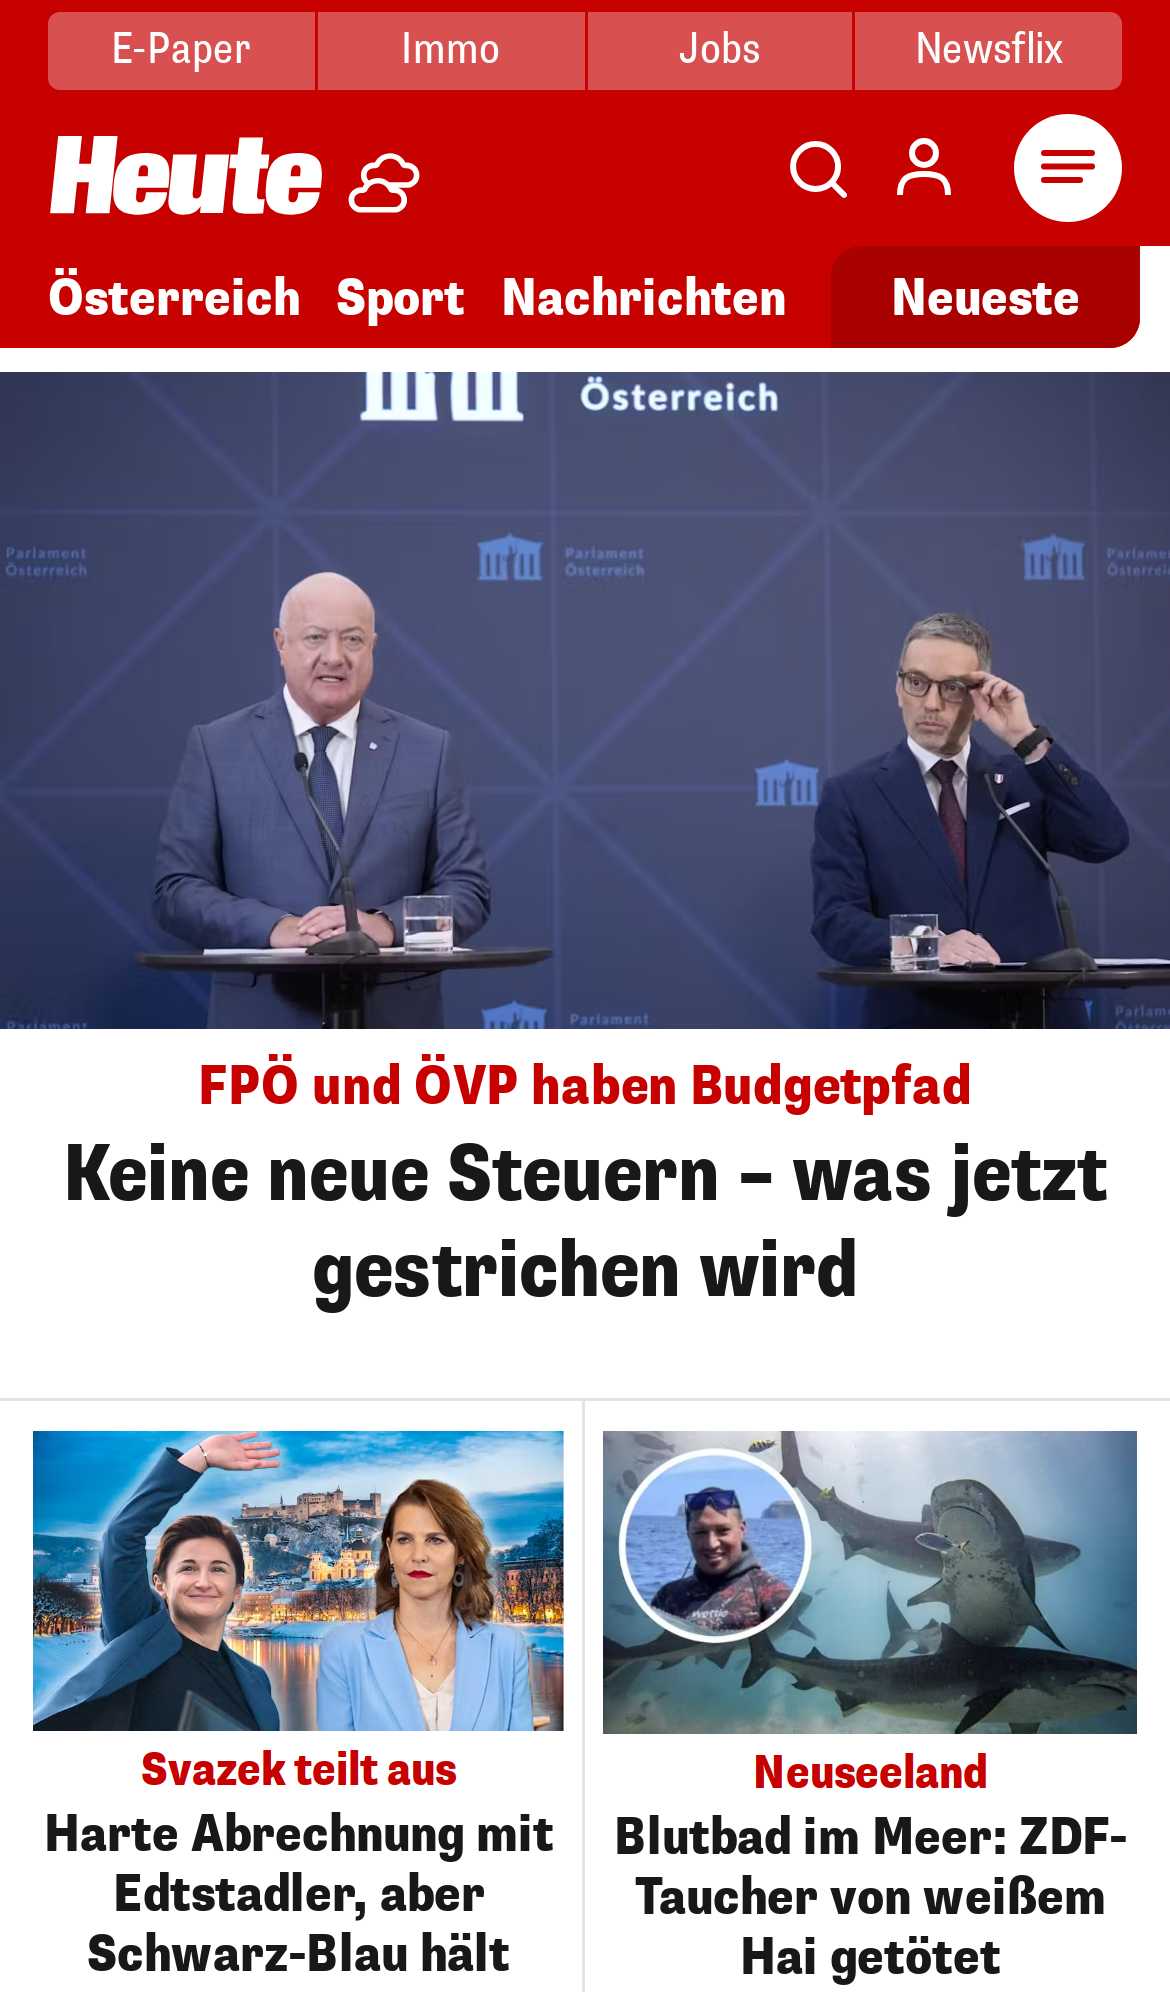 E-Paper
Immo
Jobs
Newsflix
Heute
Österreich
Sport
Nachrichten
Neueste
Österreich
Parlament
Österreich
Parlament
Österreich
Parlament
FPÖ und ÖVP haben Budgetpfad
Keine neue Steuern – was jetzt
gestrichen wird
Svazek teilt aus
Harte Abrechnung mit
Edtstadler, aber
Schwarz-Blau hält
Neuseeland
Blutbad im Meer: ZDF-
Taucher von weißem
Hai getötet